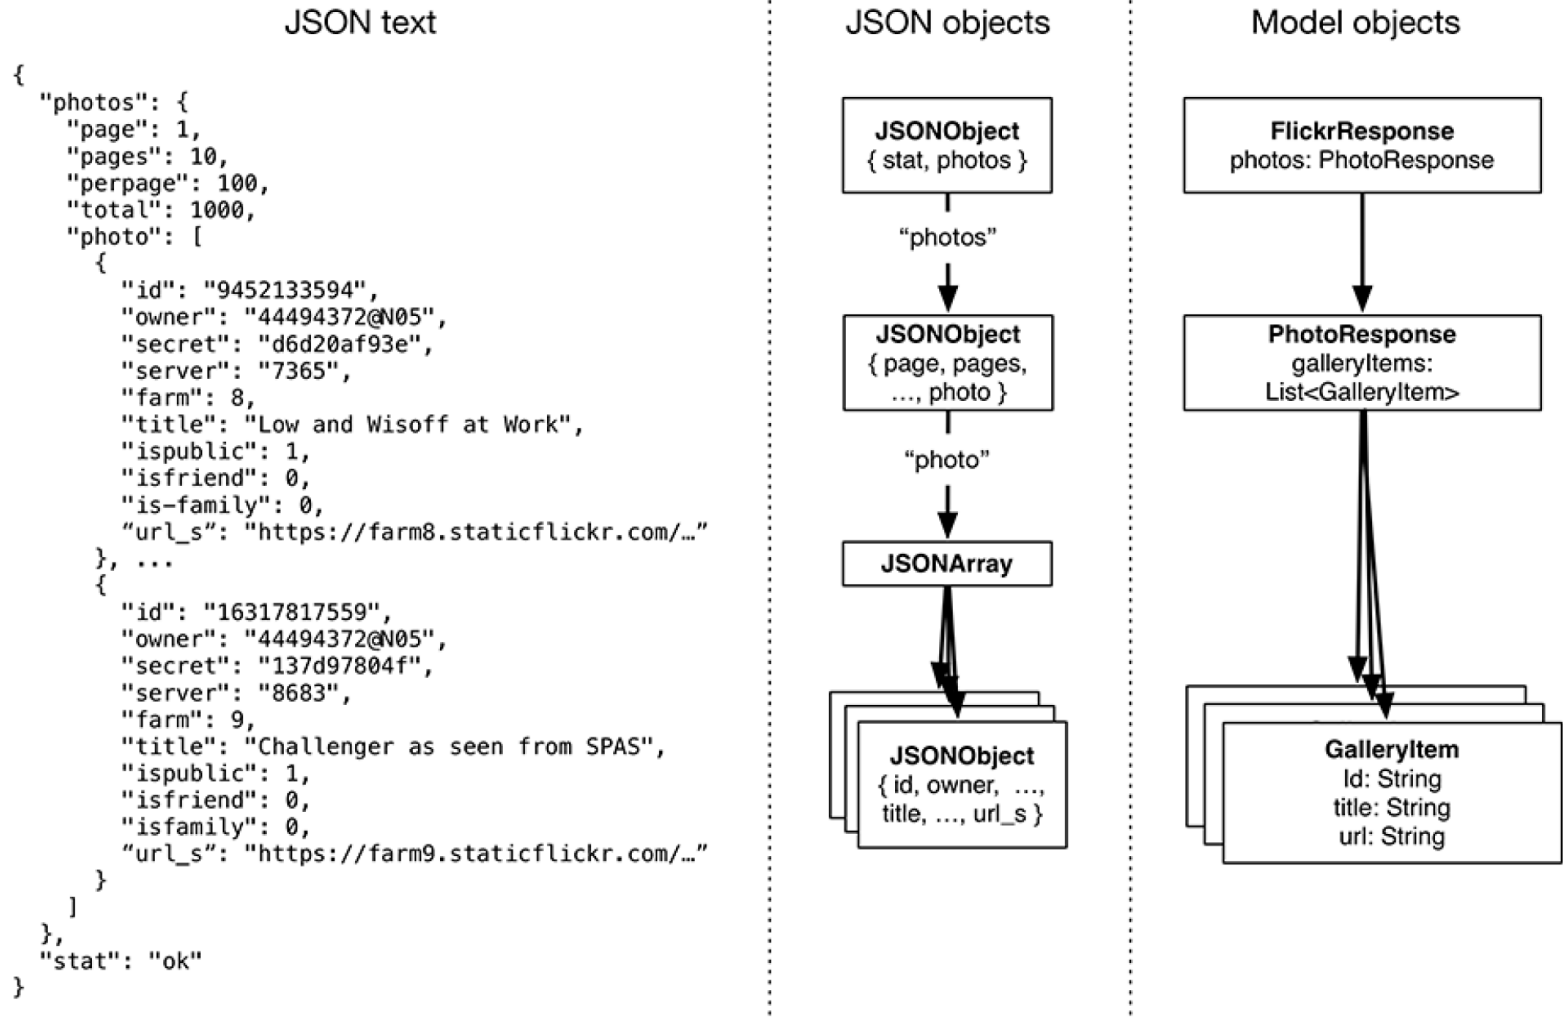 JSON text
{
"photos": {
"page": 1,
"pages": 10,
"perpage": 100,
"total": 1000,
"photo": [
{
"id": "9452133594",
"owner": "44494372@N05",
"secret": "d6d20af93e",
"server": "7365",
"farm": 8,
"title": "Low and Wisoff at Work",
"ispublic": 1,
"isfriend": 0,
"is-family": 0,
“url_s”: "https://farm8.staticflickr.com/…”
}, ...
{
"id": "16317817559",
"owner": "44494372@N05",
"secret": "137d97804f",
"server": "8683",
"farm": 9,
"title": "Challenger as seen from SPAS",
"ispublic": 1,
"isfriend": 0,
"isfamily": 0,
“url_s”: "https://farm9.staticflickr.com/…”
}
]
},
"stat": "ok"
}
JSON objects
JSONObject
{ stat, photos }
“photos”
JSONObject
{ page, pages,
…, photo }
“photo”
JSONArray
JSONObject
{ id, owner, …,
title, …, url_s }
Model objects
FlickrResponse
photos: PhotoResponse
PhotoResponse
galleryItems:
List<GalleryItem>
GalleryItem
Id: String
title: String
url: String